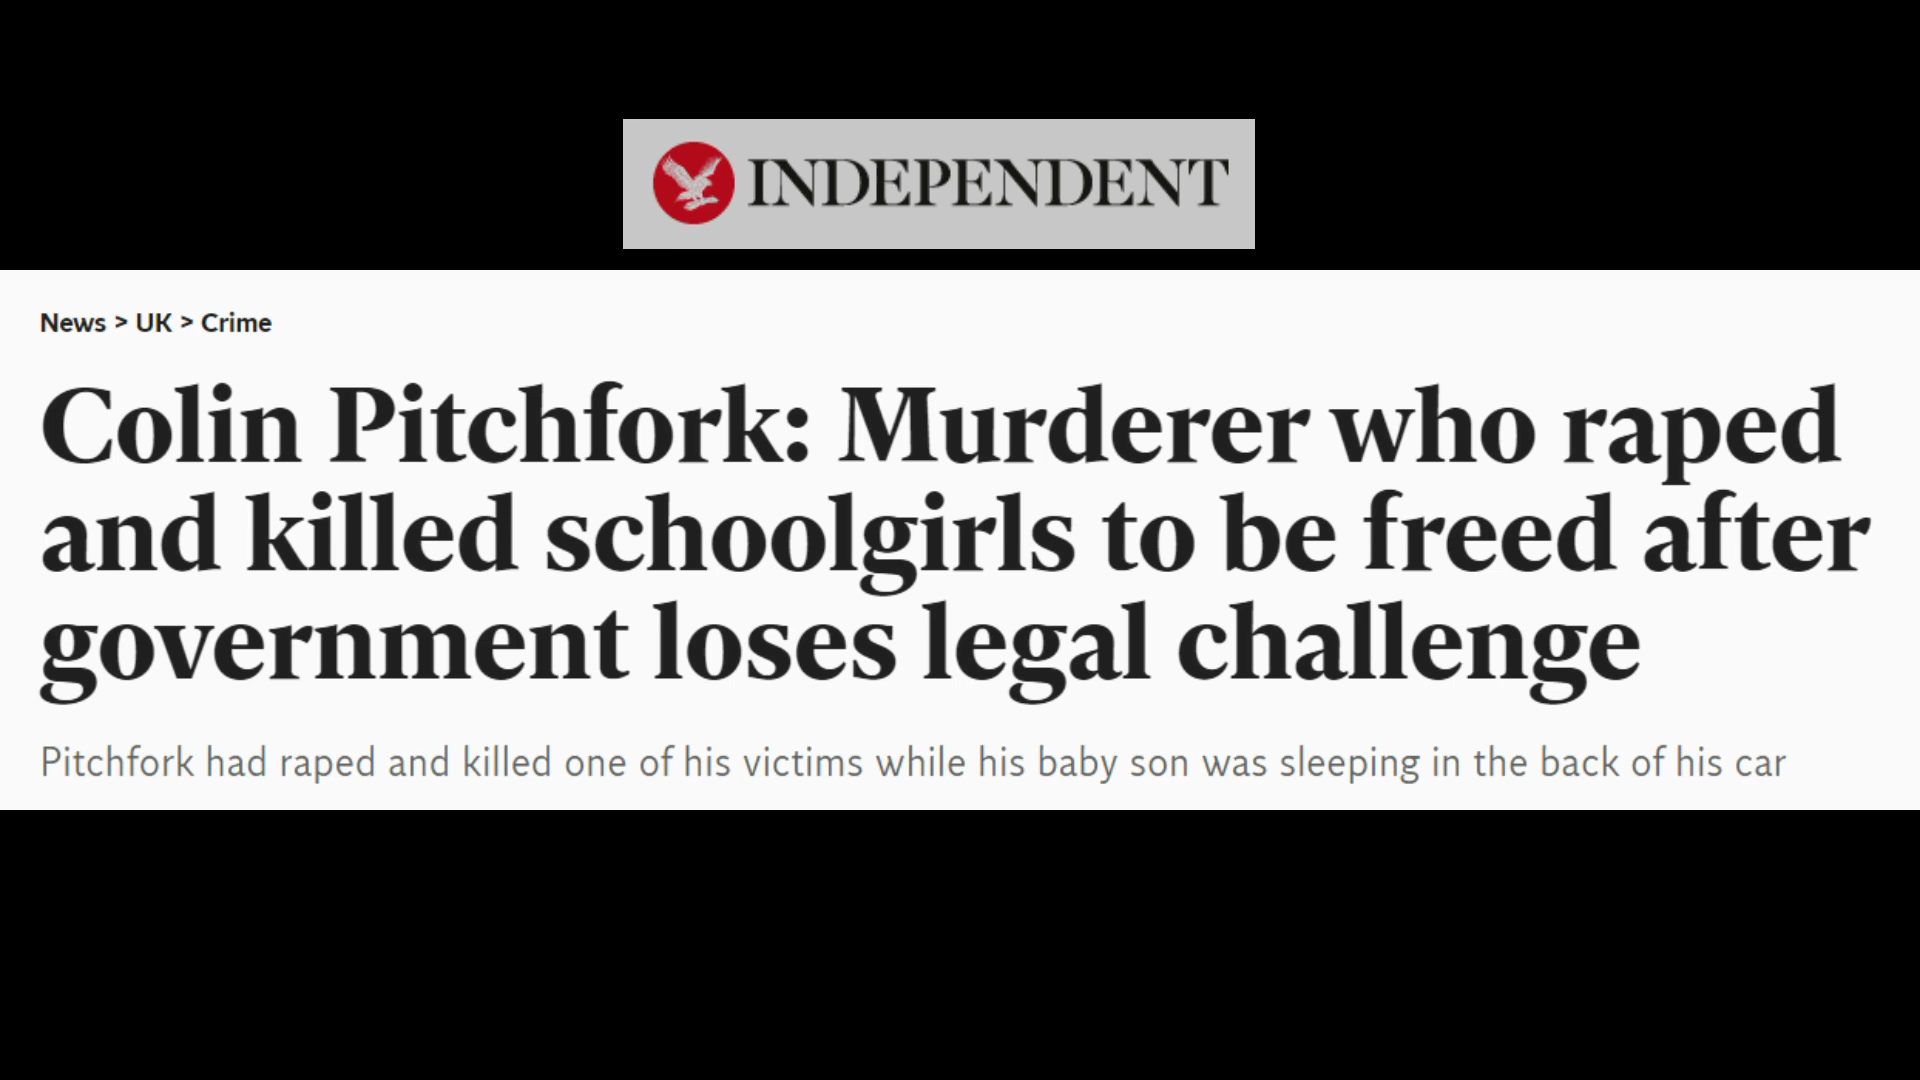 INDEPENDENT
News > UK > Crime
Colin Pitchfork: Murderer who raped
and killed schoolgirls to be freed after
government loses legal challenge
Pitchfork had raped and killed one of his victims while his baby son was sleeping in the back of his car